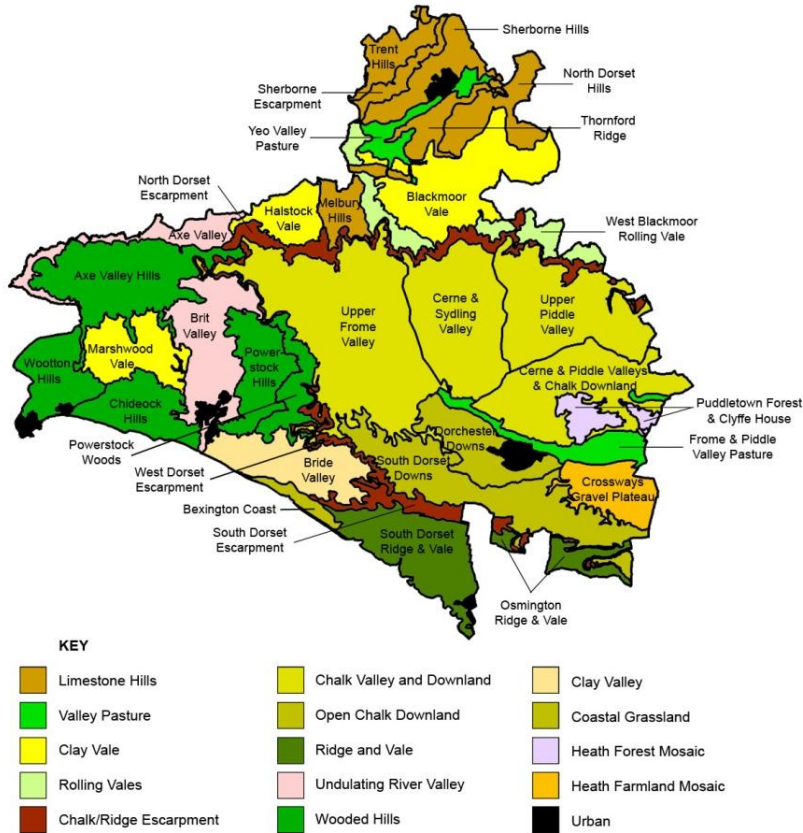 Sherborne Hills
Trent
Hills
Sherborne
Escarpment
North Dorset
Hills
Yeo Valley
Pasture
Thornford
Ridge
North Dorset
Escarpment
Halstock
Vale
Melbury
Hills
Blackmoor
Vale
West Blackmoor
Rolling Vale
Axe Valley
Axe Valley Hills
Brit
Valley
Upper
Frome
Valley
Cerne &
Sydling
Valley
Upper
Piddle
Valley
Marshwood
Vale
Power-
stock
Hills
Wootton
Hills
Chideock
Hills
Cerne & Piddle Valleys
& Chalk Downland
Puddletown Forest
& Clyffe House
Dorchester
Downs
Frome & Piddle
Valley Pasture
Powerstock
Woods
West Dorset
Escarpment
Bride
Valley
South Dorset
Downs
Crossways
Gravel Plateau
Bexington Coast
South Dorset
Escarpment
South Dorset
Ridge & Vale
Osmington
Ridge & Vale
KEY
Limestone Hills
Valley Pasture
Clay Vale
Rolling Vales
Chalk/Ridge Escarpment
Chalk Valley and Downland
Open Chalk Downland
Ridge and Vale
Undulating River Valley
Wooded Hills
Clay Valley
Coastal Grassland
Heath Forest Mosaic
Heath Farmland Mosaic
Urban